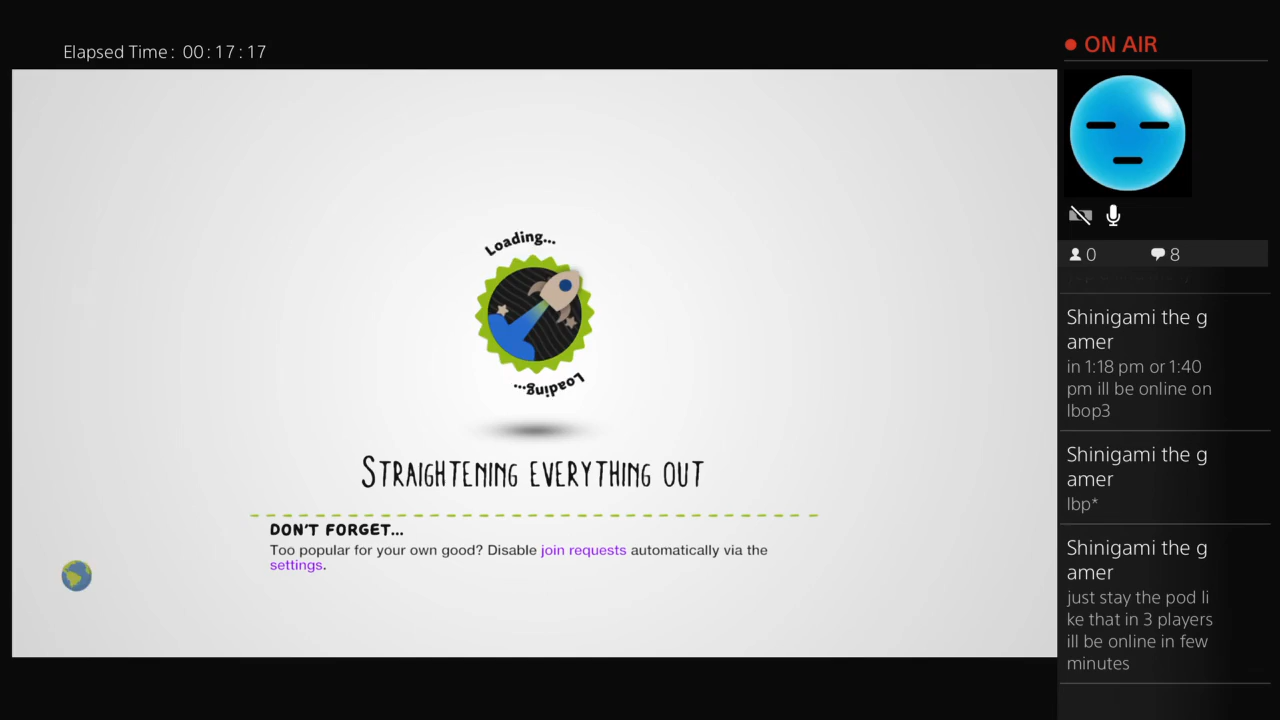 Elapsed Time: 00:17:17
ON AIR
0
8
Loading...
Loading...
STRAIGHTENING EVERYTHING OUT
DON'T FORGET...
Too popular for your own good? Disable join requests automatically via the
settings.
Shinigami the g
amer
in 1:18 pm or 1:40
pm ill be online on
lbop3
Shinigami the g
amer
lbp*
Shinigami the g
amer
just stay the pod li
ke that in 3 players
ill be online in few
minutes